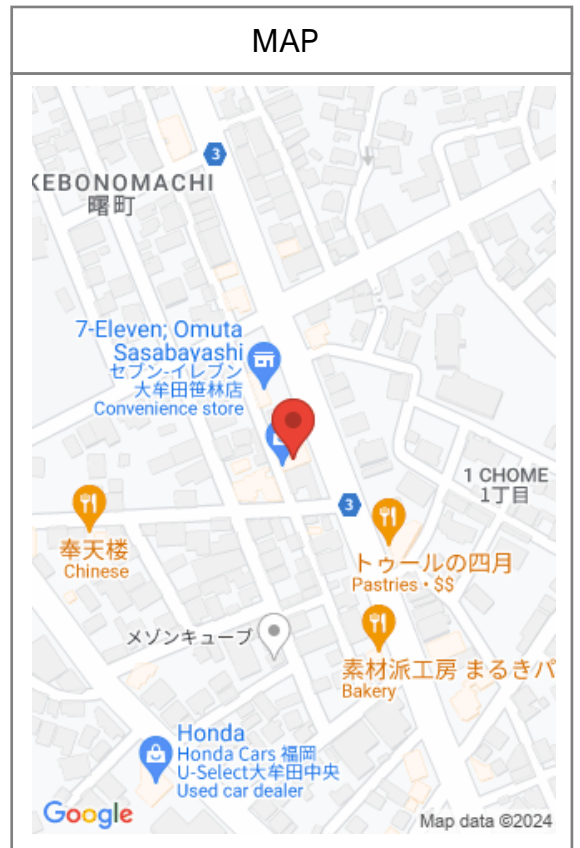 MAP
3
KEBONOMACHI
曙町
7-Eleven; Omuta
Sasabayashi
セブン-イレブン
大牟田笹林店
Convenience store
1 CHOME
1丁目
3
奉天楼
Chinese
トゥールの四月
Pastries • $$
メゾンキューブ
素材派工房 まるきパ
Bakery
Honda
Honda Cars 福岡
U-Select大牟田中央
Used car dealer
Google
Map data ©2024